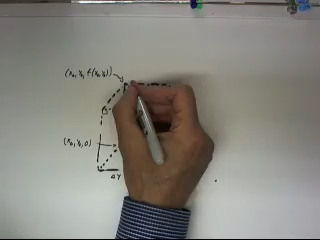 (x₀, y₀, f(x₀, y₀))
(x₀, y₀, 0)
Δy